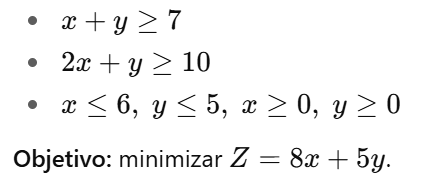 • x + y ≥ 7
• 2x + y ≥ 10
• x ≤ 6, y ≤ 5, x ≥ 0, y ≥ 0
Objetivo: minimizar Z = 8x + 5y.